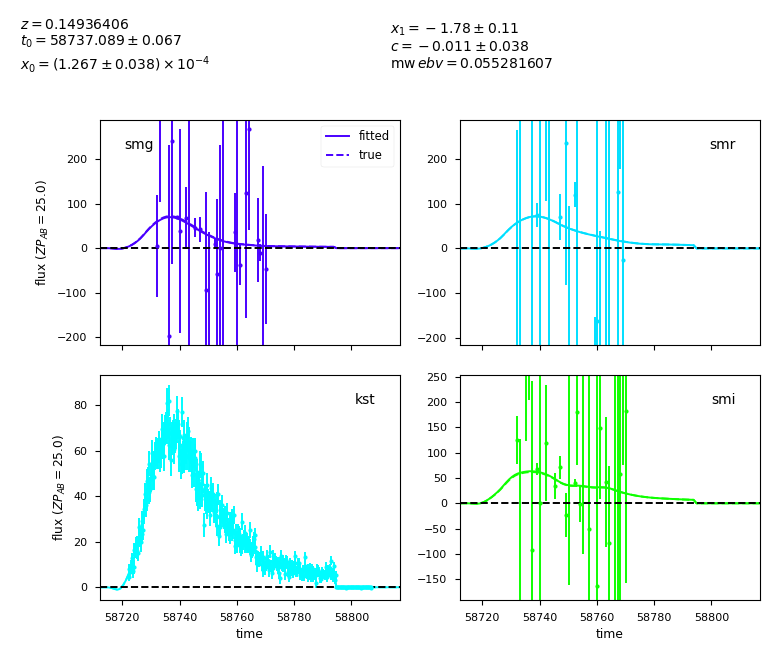 z = 0.14936406
t₀ = 58737.089 ± 0.067
x₀ = (1.267 ± 0.038) × 10⁻⁴
x₁ = −1.78 ± 0.11
c = −0.011 ± 0.038
mw ebv = 0.055281607
smg
fitted
true
200
100
0
−100
−200
flux (ZP_AB = 25.0)
smr
200
100
0
−100
−200
kst
80
60
40
20
0
flux (ZP_AB = 25.0)
58720 58740 58760 58780 58800
time
smi
250
200
150
100
50
0
−50
−100
−150
58720 58740 58760 58780 58800
time